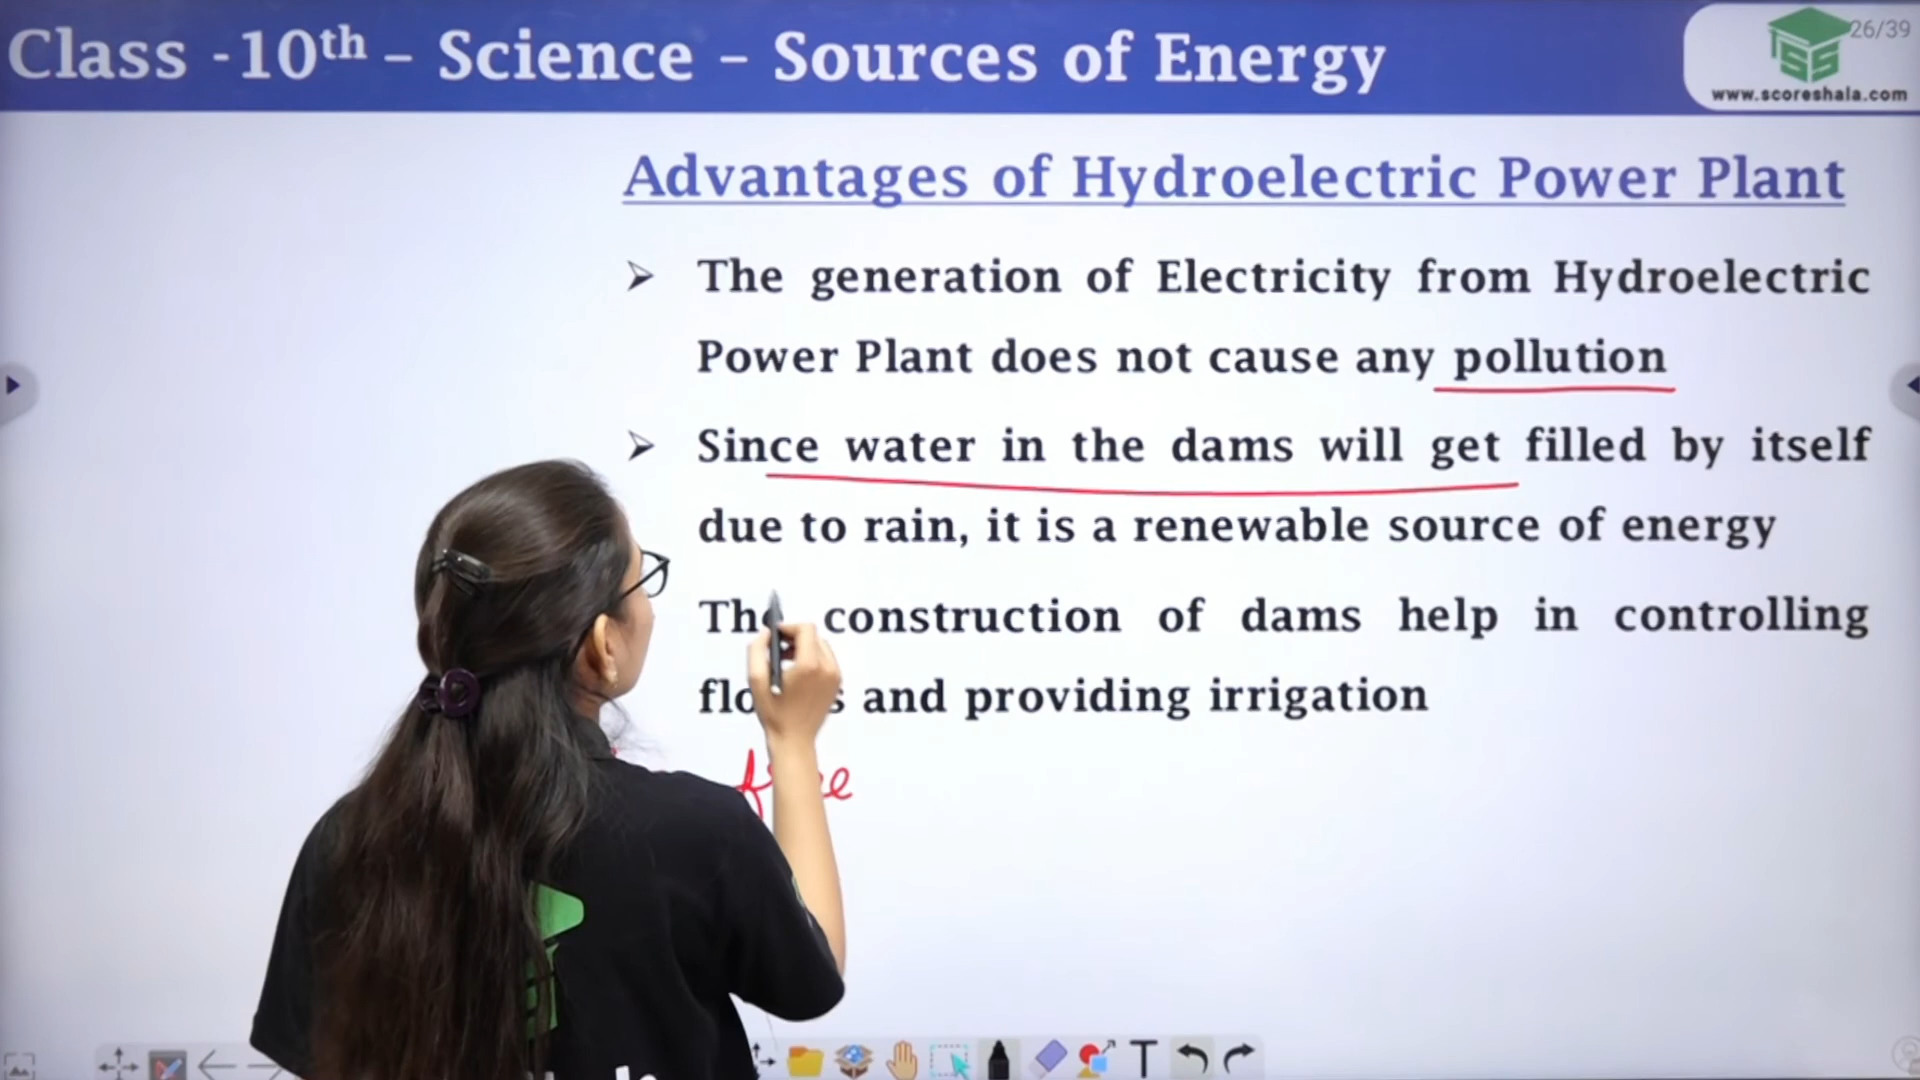 Class -10th – Science – Sources of Energy
26/39
www.scoreshala.com
Advantages of Hydroelectric Power Plant
➢ The generation of Electricity from Hydroelectric
Power Plant does not cause any pollution
➢ Since water in the dams will get filled by itself
due to rain, it is a renewable source of energy
The construction of dams help in controlling
and providing irrigation